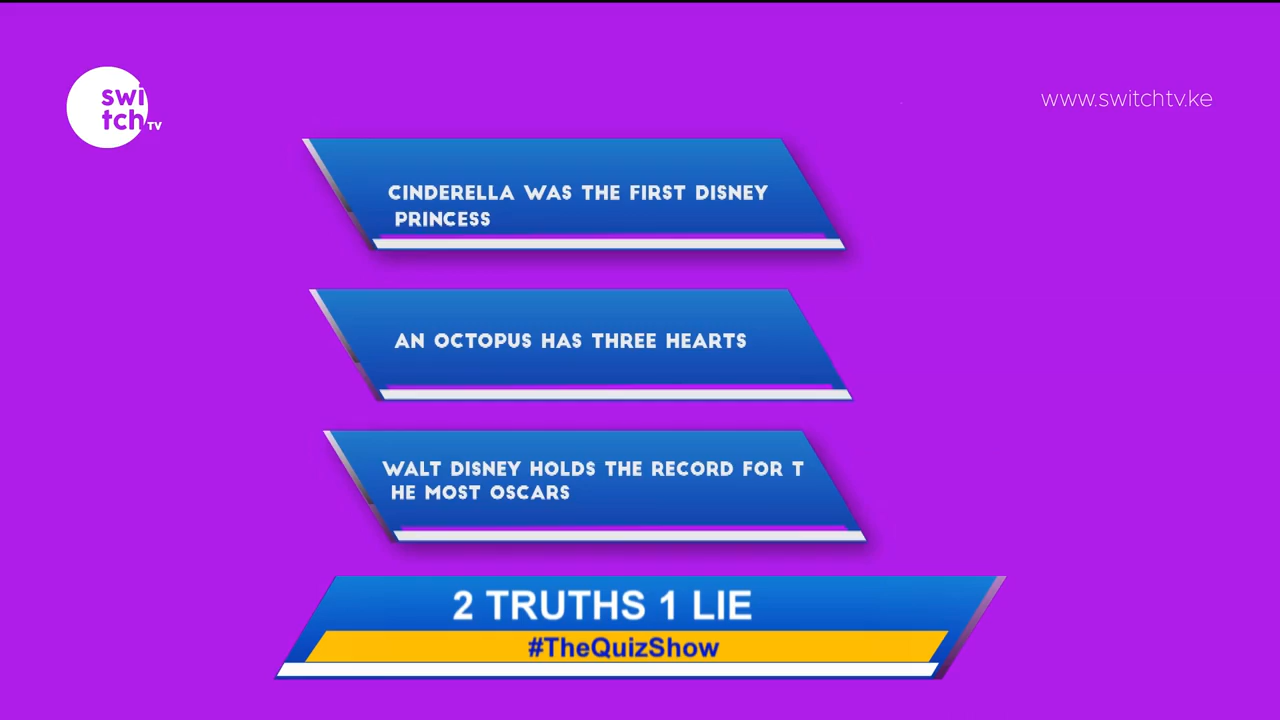 swi
tch TV
www.switchtv.ke
CINDERELLA WAS THE FIRST DISNEY
PRINCESS
AN OCTOPUS HAS THREE HEARTS
WALT DISNEY HOLDS THE RECORD FOR T
HE MOST OSCARS
2 TRUTHS 1 LIE
#TheQuizShow